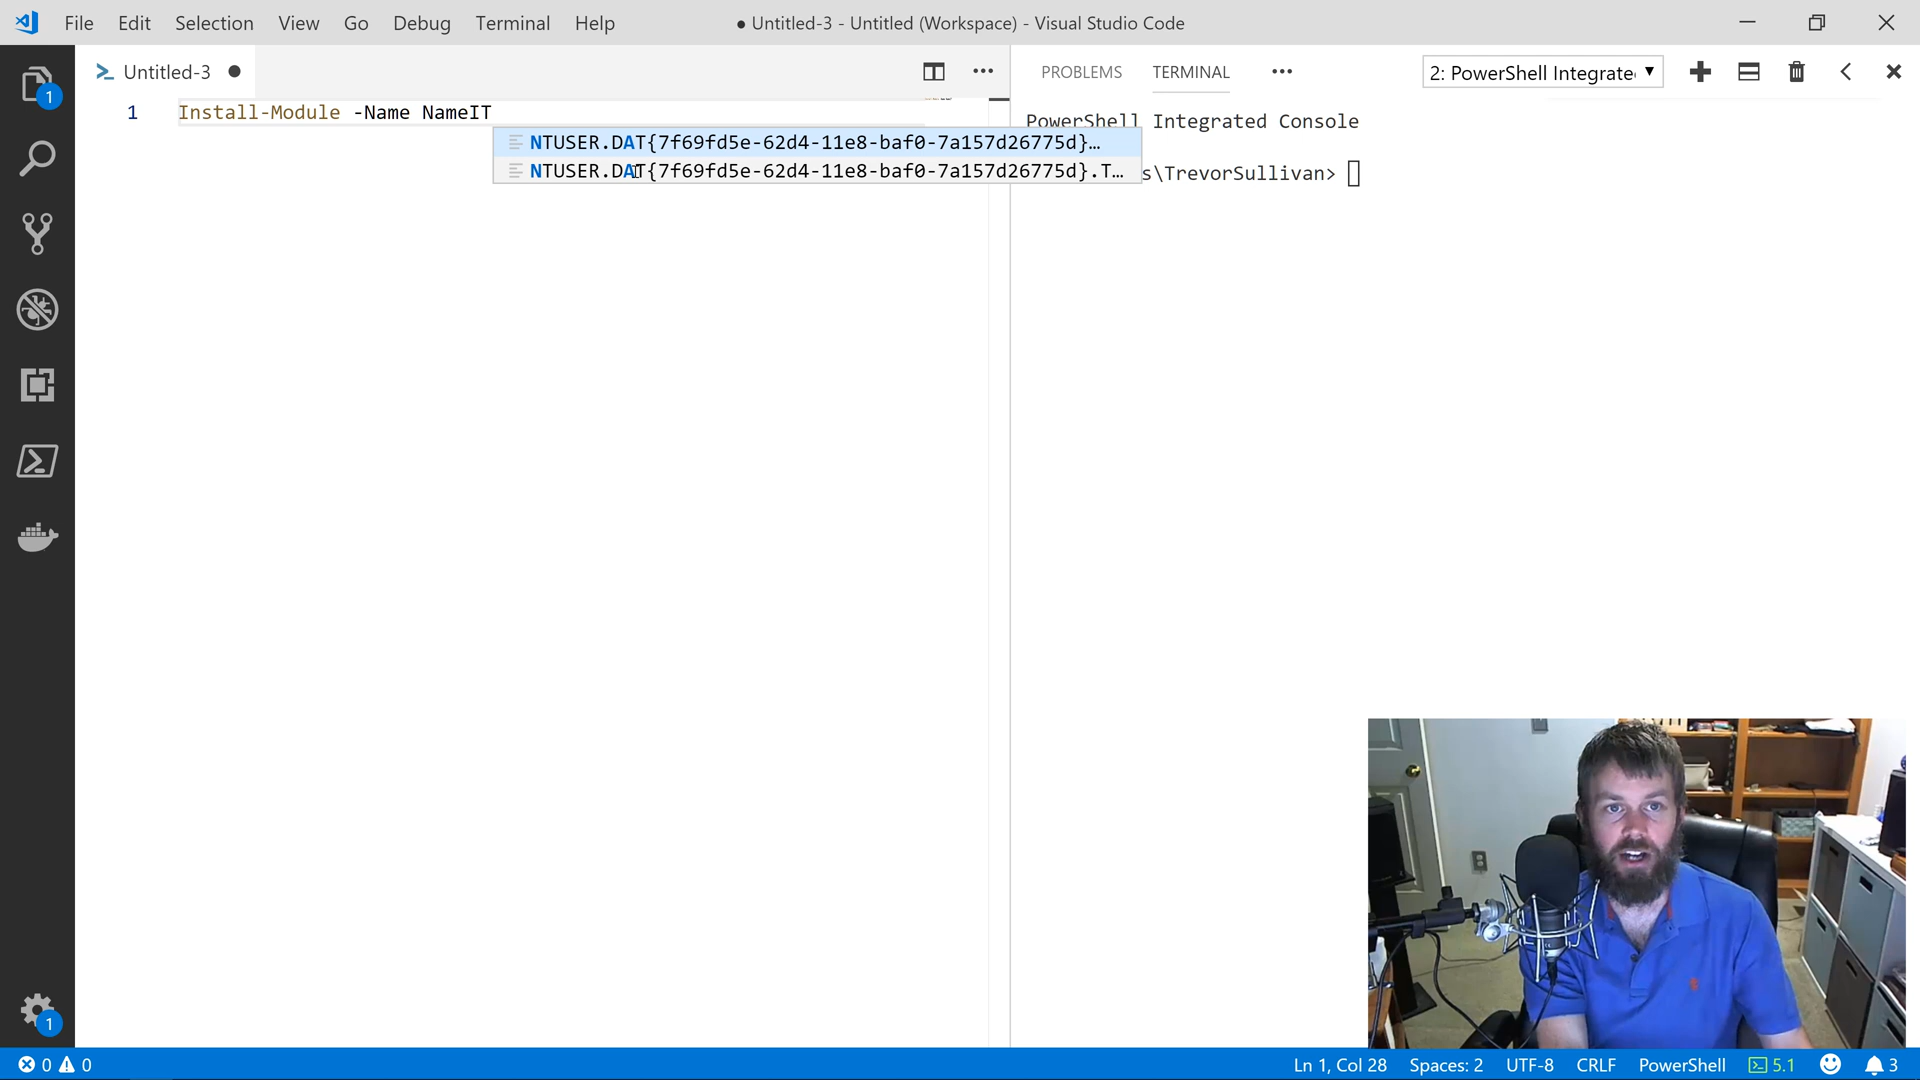 File Edit Selection View Go Debug Terminal Help
● Untitled-3 - Untitled (Workspace) - Visual Studio Code
Untitled-3
PROBLEMS TERMINAL
2: PowerShell Integrate
1
1 Install-Module -Name NameIT
NTUSER.DAT{7f69fd5e-62d4-11e8-baf0-7a157d26775d}…
NTUSER.DAT{7f69fd5e-62d4-11e8-baf0-7a157d26775d}.T…
PowerShell Integrated Console
s\TrevorSullivan>
1
0 0
Ln 1, Col 28 Spaces: 2 UTF-8 CRLF PowerShell 5.1 3